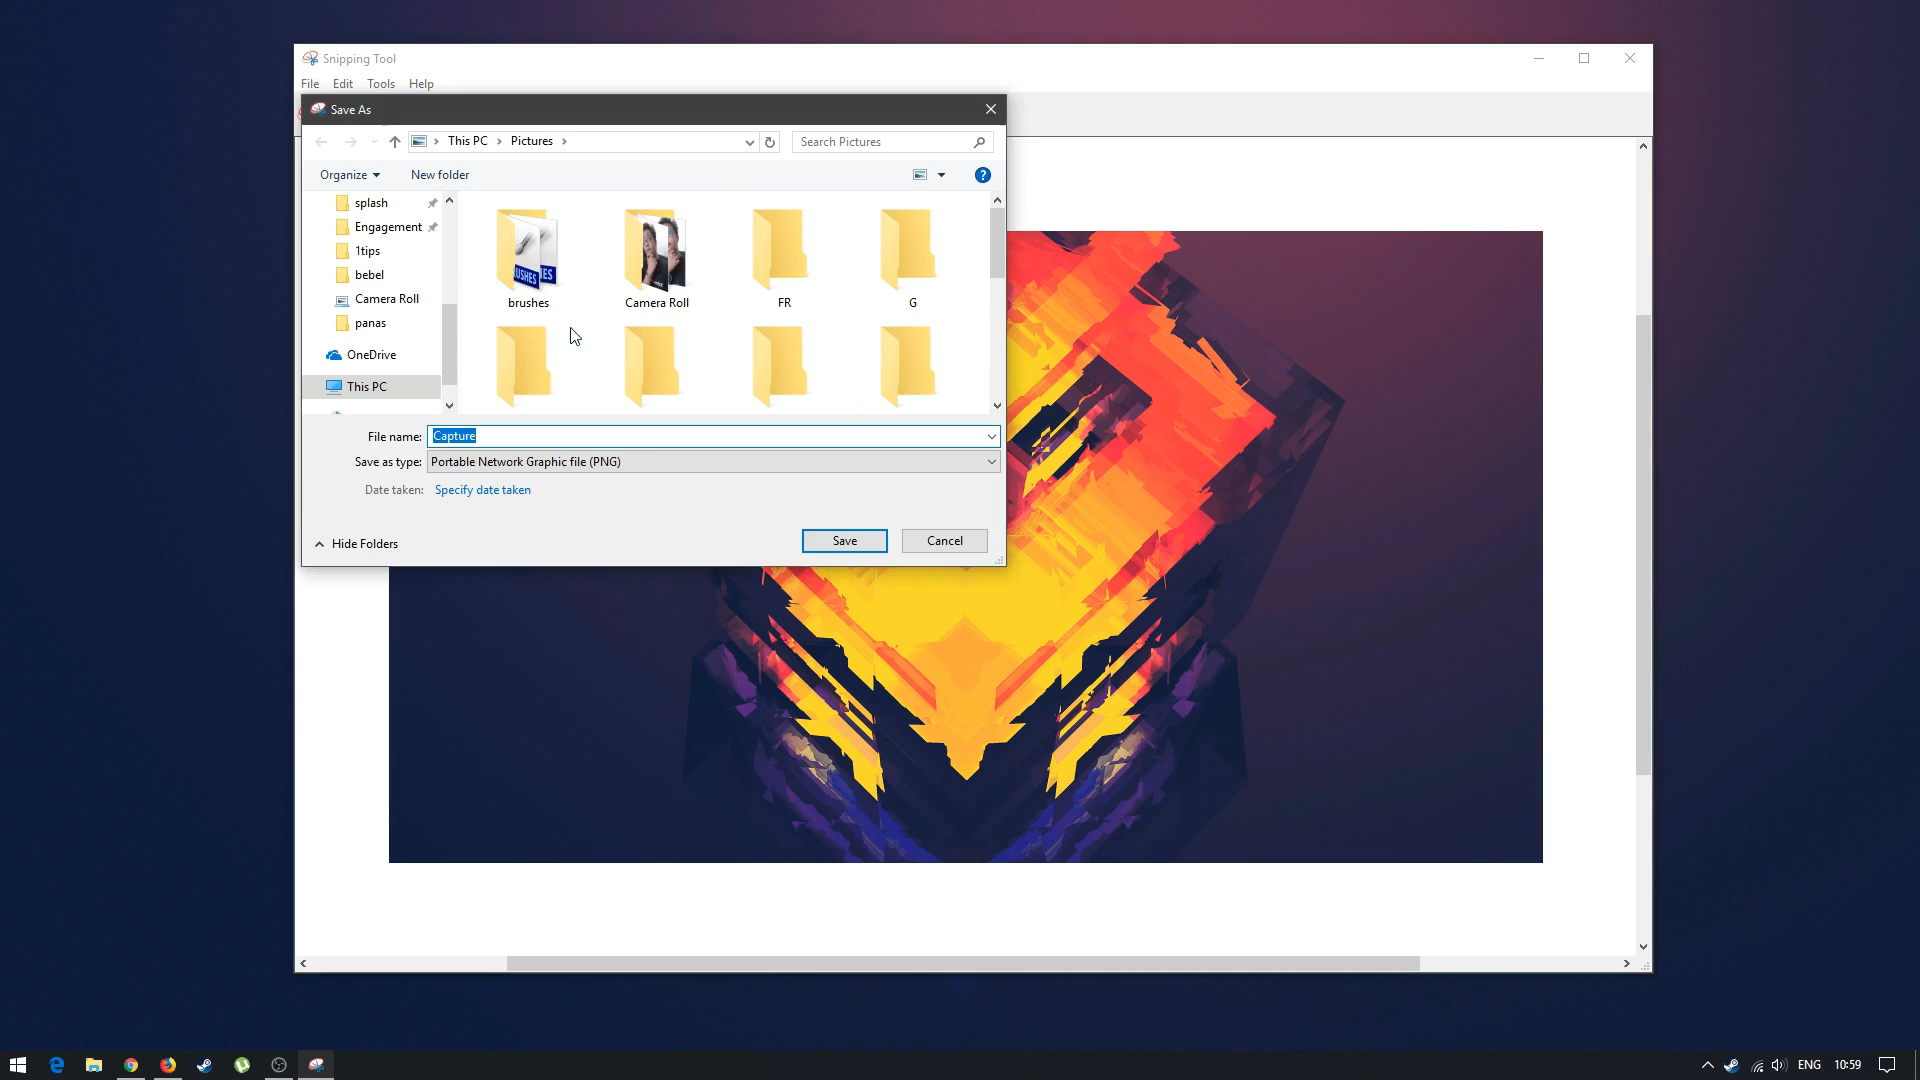 Snipping Tool
File Edit Tools Help
Save As
This PC Pictures
Search Pictures
Organize New folder
splash
Engagement
1tips
bebel
Camera Roll
panas
OneDrive
This PC
USHES ES
brushes Camera Roll FR G
File name: Capture
Save as type: Portable Network Graphic file (PNG)
Date taken: Specify date taken
Hide Folders
Save Cancel
ENG 10:59